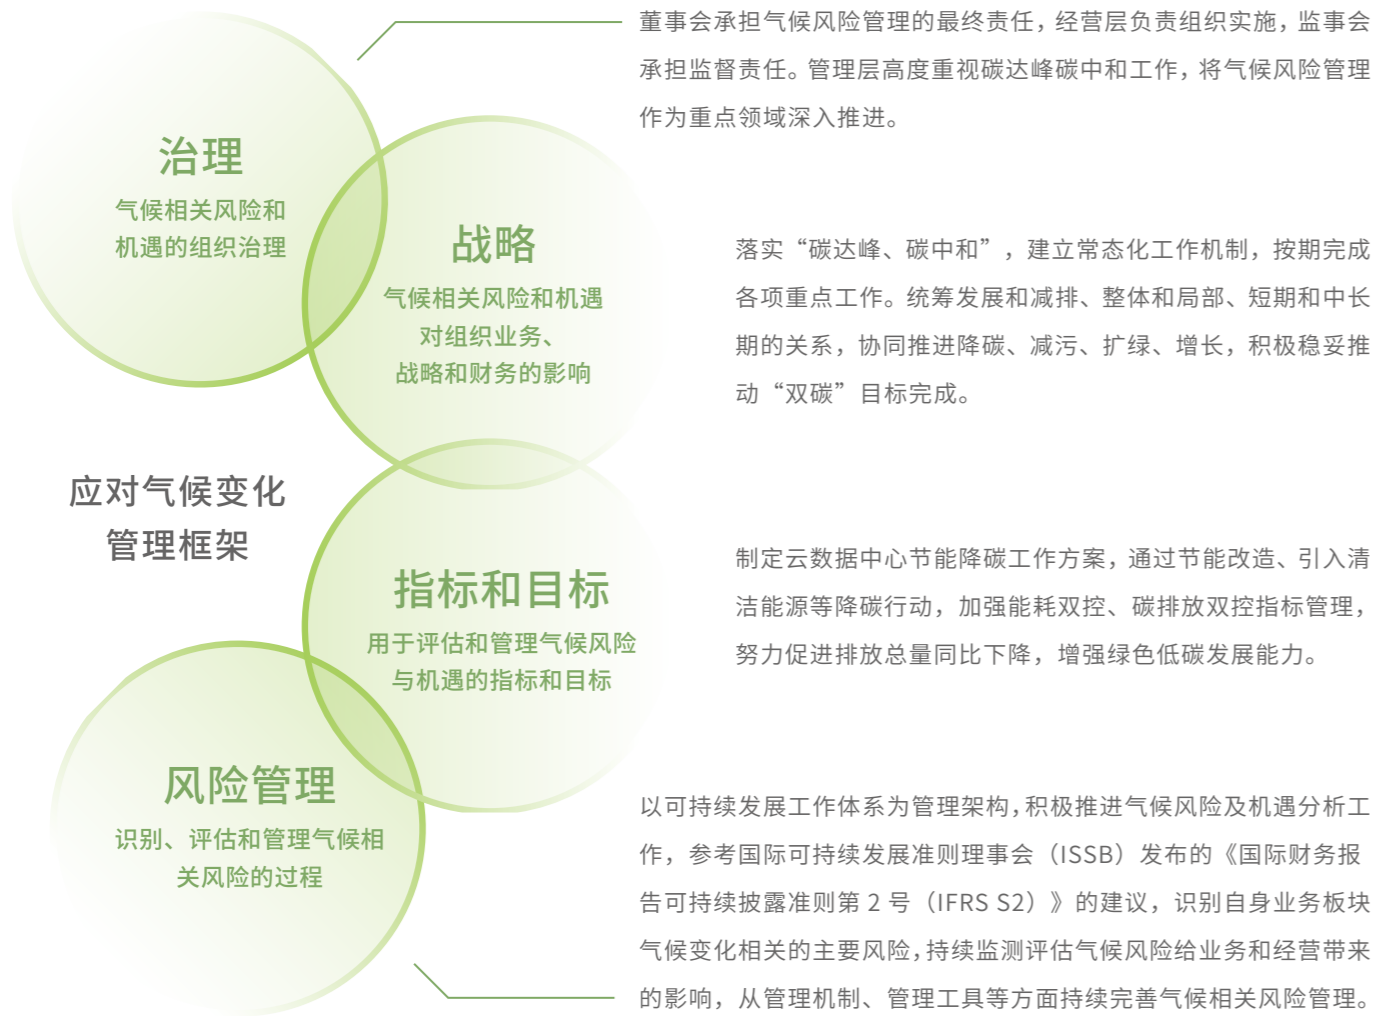 董事会承担气候风险管理的最终责任，经营层负责组织实施，监事会
承担监督责任。管理层高度重视碳达峰碳中和工作，将气候风险管理
作为重点领域深入推进。
治理
气候相关风险和
机遇的组织治理
战略
气候相关风险和机遇
对组织业务、
战略和财务的影响
落实“碳达峰、碳中和”，建立常态化工作机制，按期完成
各项重点工作。统筹发展和减排、整体和局部、短期和中长
期的关系，协同推进降碳、减污、扩绿、增长，积极稳妥推
动“双碳”目标完成。
应对气候变化
管理框架
指标和目标
用于评估和管理气候风险
与机遇的指标和目标
制定云数据中心节能降碳工作方案，通过节能改造、引入清
洁能源等降碳行动，加强能耗双控、碳排放双控指标管理，
努力促进排放总量同比下降，增强绿色低碳发展能力。
风险管理
识别、评估和管理气候相
关风险的过程
以可持续发展工作体系为管理架构，积极推进气候风险及机遇分析工
作，参考国际可持续发展准则理事会（ISSB）发布的《国际财务报
告可持续披露准则第 2 号（IFRS S2）》的建议，识别自身业务板块
气候变化相关的主要风险，持续监测评估气候风险给业务和经营带来
的影响，从管理机制、管理工具等方面持续完善气候相关风险管理。